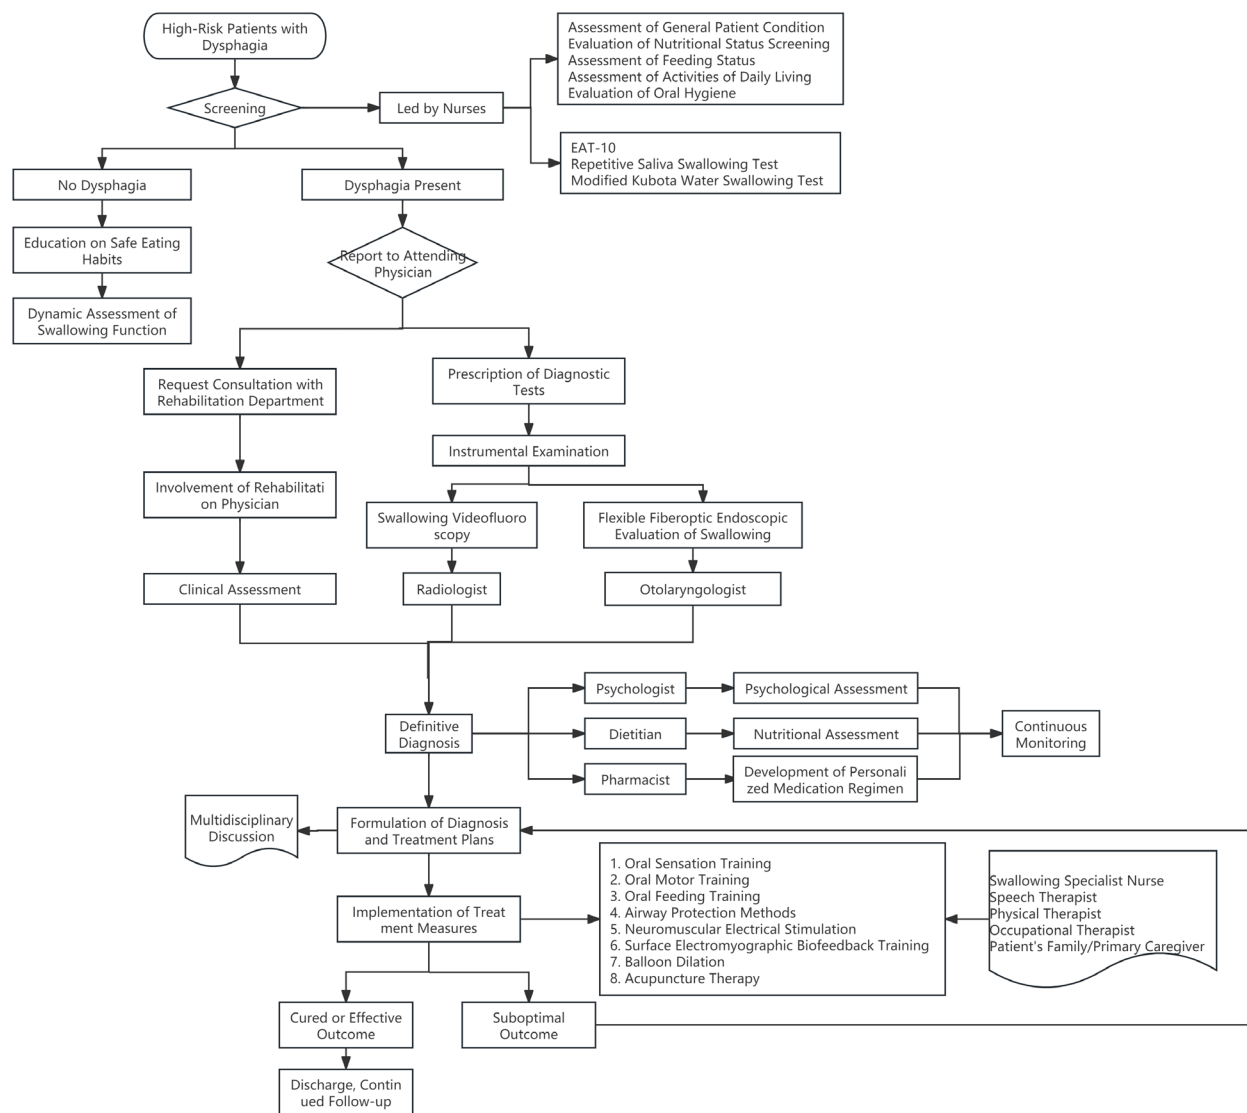 High-Risk Patients with
Dysphagia
Assessment of General Patient Condition
Evaluation of Nutritional Status Screening
Assessment of Feeding Status
Assessment of Activities of Daily Living
Evaluation of Oral Hygiene
Screening
Led by Nurses
EAT-10
Repetitive Saliva Swallowing Test
Modified Kubota Water Swallowing Test
No Dysphagia
Dysphagia Present
Education on Safe Eating
Habits
Report to Attending
Physician
Dynamic Assessment of
Swallowing Function
Request Consultation with
Rehabilitation Department
Prescription of Diagnostic
Tests
Instrumental Examination
Involvement of Rehabilitati
on Physician
Swallowing Videofluoro
scopy
Flexible Fiberoptic Endoscopic
Evaluation of Swallowing
Clinical Assessment
Radiologist
Otolaryngologist
Psychologist
Psychological Assessment
Definitive
Diagnosis
Dietitian
Nutritional Assessment
Continuous
Monitoring
Pharmacist
Development of Personali
zed Medication Regimen
Multidisciplinary
Discussion
Formulation of Diagnosis
and Treatment Plans
Implementation of Treat
ment Measures
1. Oral Sensation Training
2. Oral Motor Training
3. Oral Feeding Training
4. Airway Protection Methods
5. Neuromuscular Electrical Stimulation
6. Surface Electromyographic Biofeedback Training
7. Balloon Dilation
8. Acupuncture Therapy
Swallowing Specialist Nurse
Speech Therapist
Physical Therapist
Occupational Therapist
Patient's Family/Primary Caregiver
Cured or Effective
Outcome
Suboptimal
Outcome
Discharge, Contin
ued Follow-up